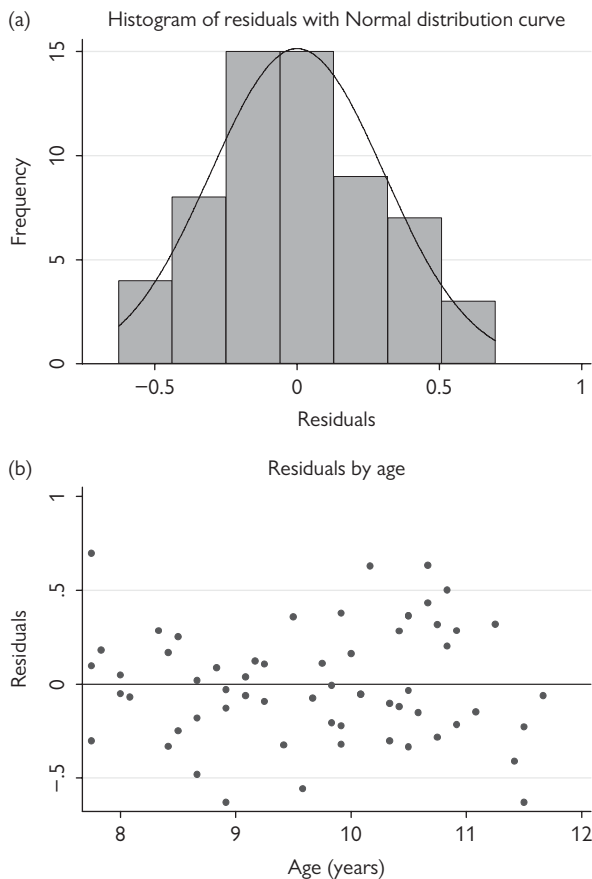 (a) Histogram of residuals with Normal distribution curve
15
10
5
0
Frequency
−0.5 0 0.5 1
Residuals
(b) Residuals by age
1
.5
0
−.5
Residuals
8 9 10 11 12
Age (years)